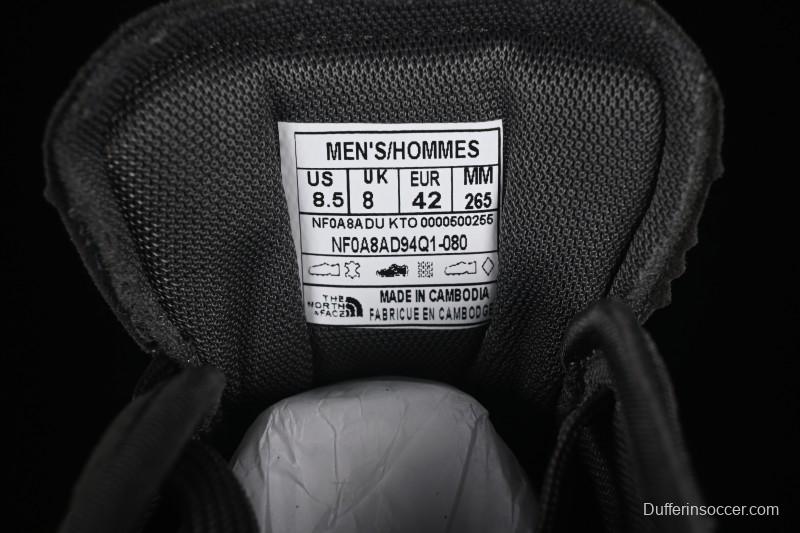 MEN'S/HOMMES
US UK EUR MM
8.5 8 42 265
NF0A8ADU KTO 0000500255
NF0A8AD94Q1-080
THE NORTH FACE
MADE IN CAMBODIA
FABRICUE EN CAMBODGE
Dufferinsoccer.com